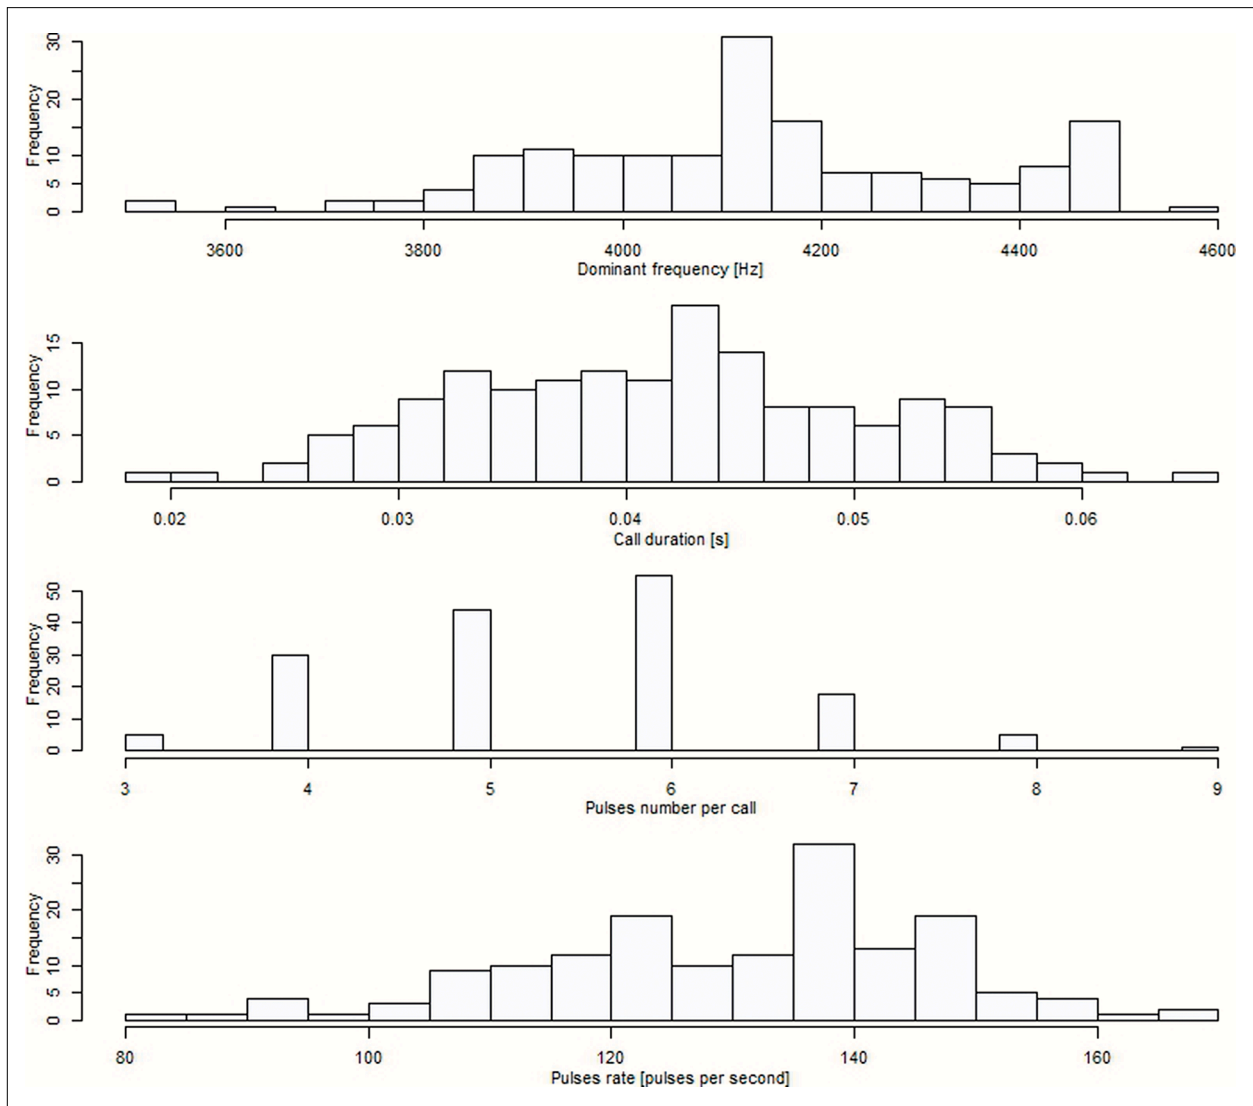 Frequency
0 5 10 20 30
3600 3800 4000 4200 4400 4600
Dominant frequency [Hz]
Frequency
0 5 10 15
0.02 0.03 0.04 0.05 0.06
Call duration [s]
Frequency
0 10 20 30 40 50
3 4 5 6 7 8 9
Pulses number per call
Frequency
0 5 10 20 30
80 100 120 140 160
Pulses rate [pulses per second]